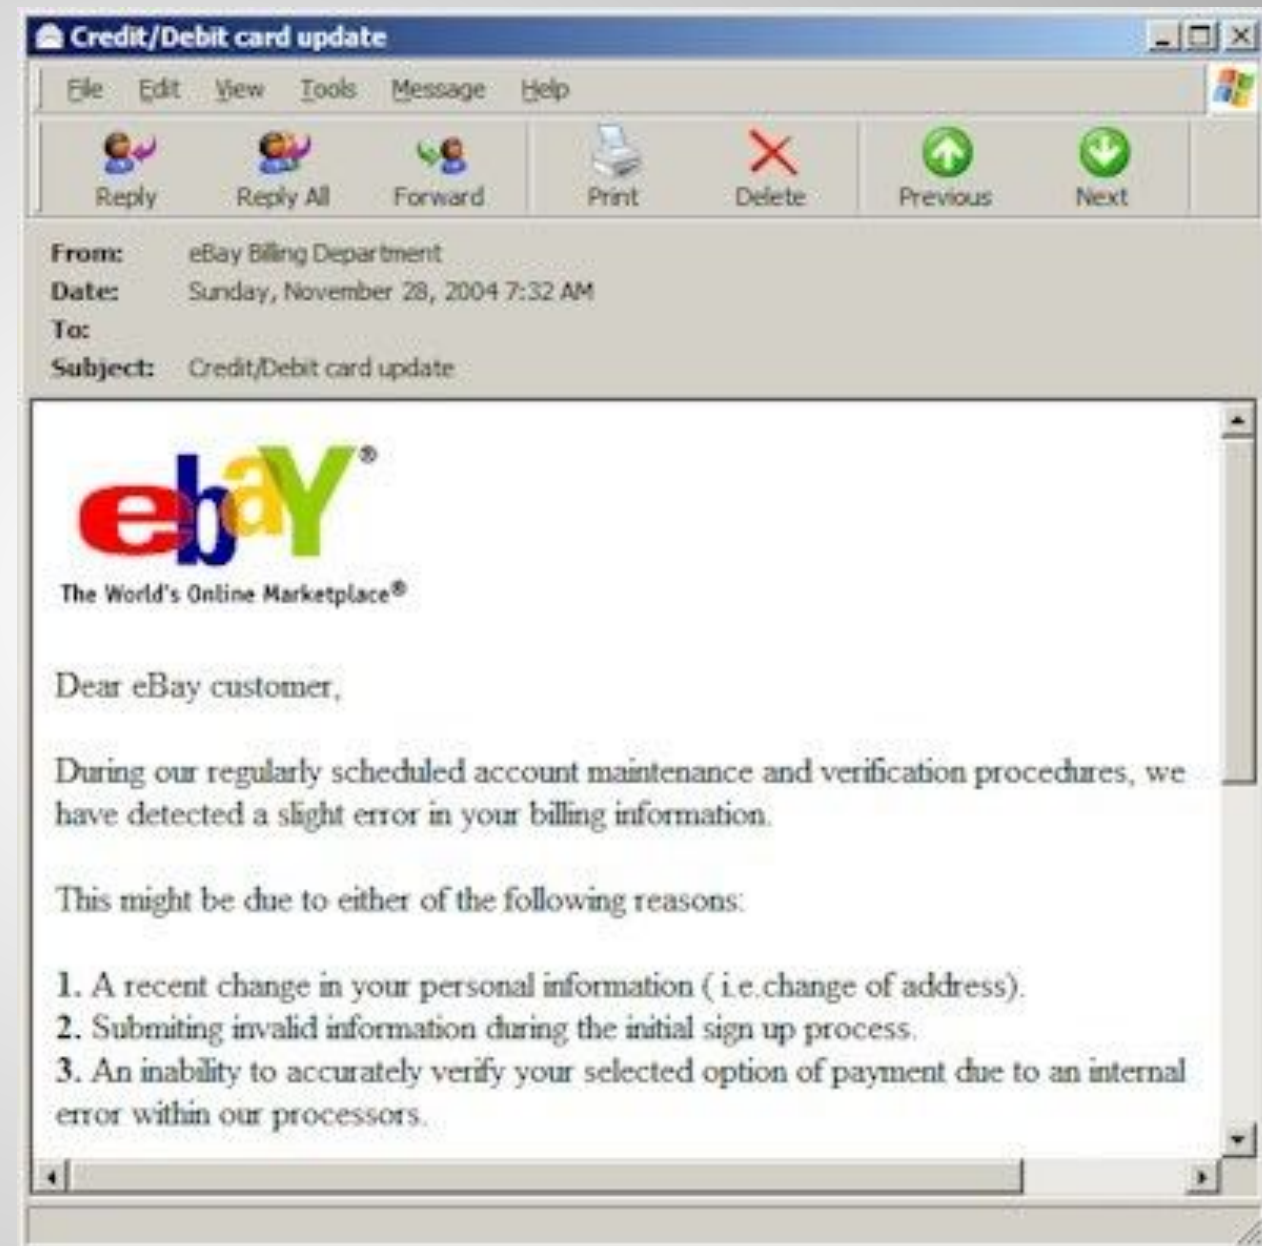 Credit/Debit card update
File Edit View Tools Message Help
Reply Reply All Forward Print Delete Previous Next
From: eBay Billing Department
Date: Sunday, November 28, 2004 7:32 AM
To:
Subject: Credit/Debit card update
ebaY®
The World's Online Marketplace®
Dear eBay customer,
During our regularly scheduled account maintenance and verification procedures, we
have detected a slight error in your billing information.
This might be due to either of the following reasons:
1. A recent change in your personal information ( i.e.change of address).
2. Submiting invalid information during the initial sign up process.
3. An inability to accurately verify your selected option of payment due to an internal
error within our processors.